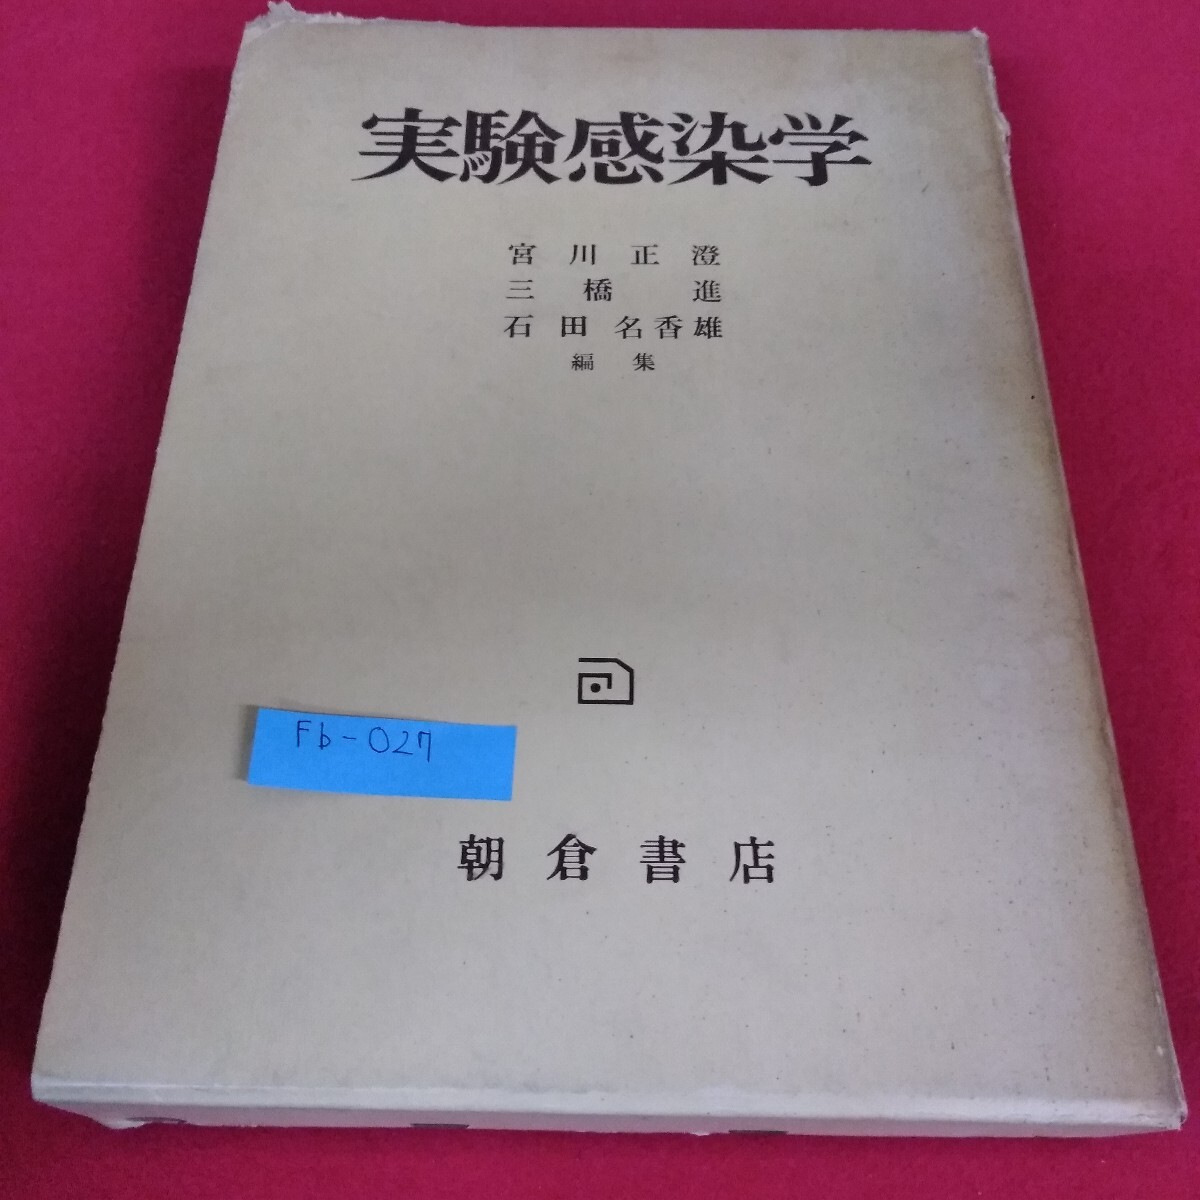 実験感染学
宮川正澄
三橋進
石田名香雄
編集
Fb-027
朝倉書店